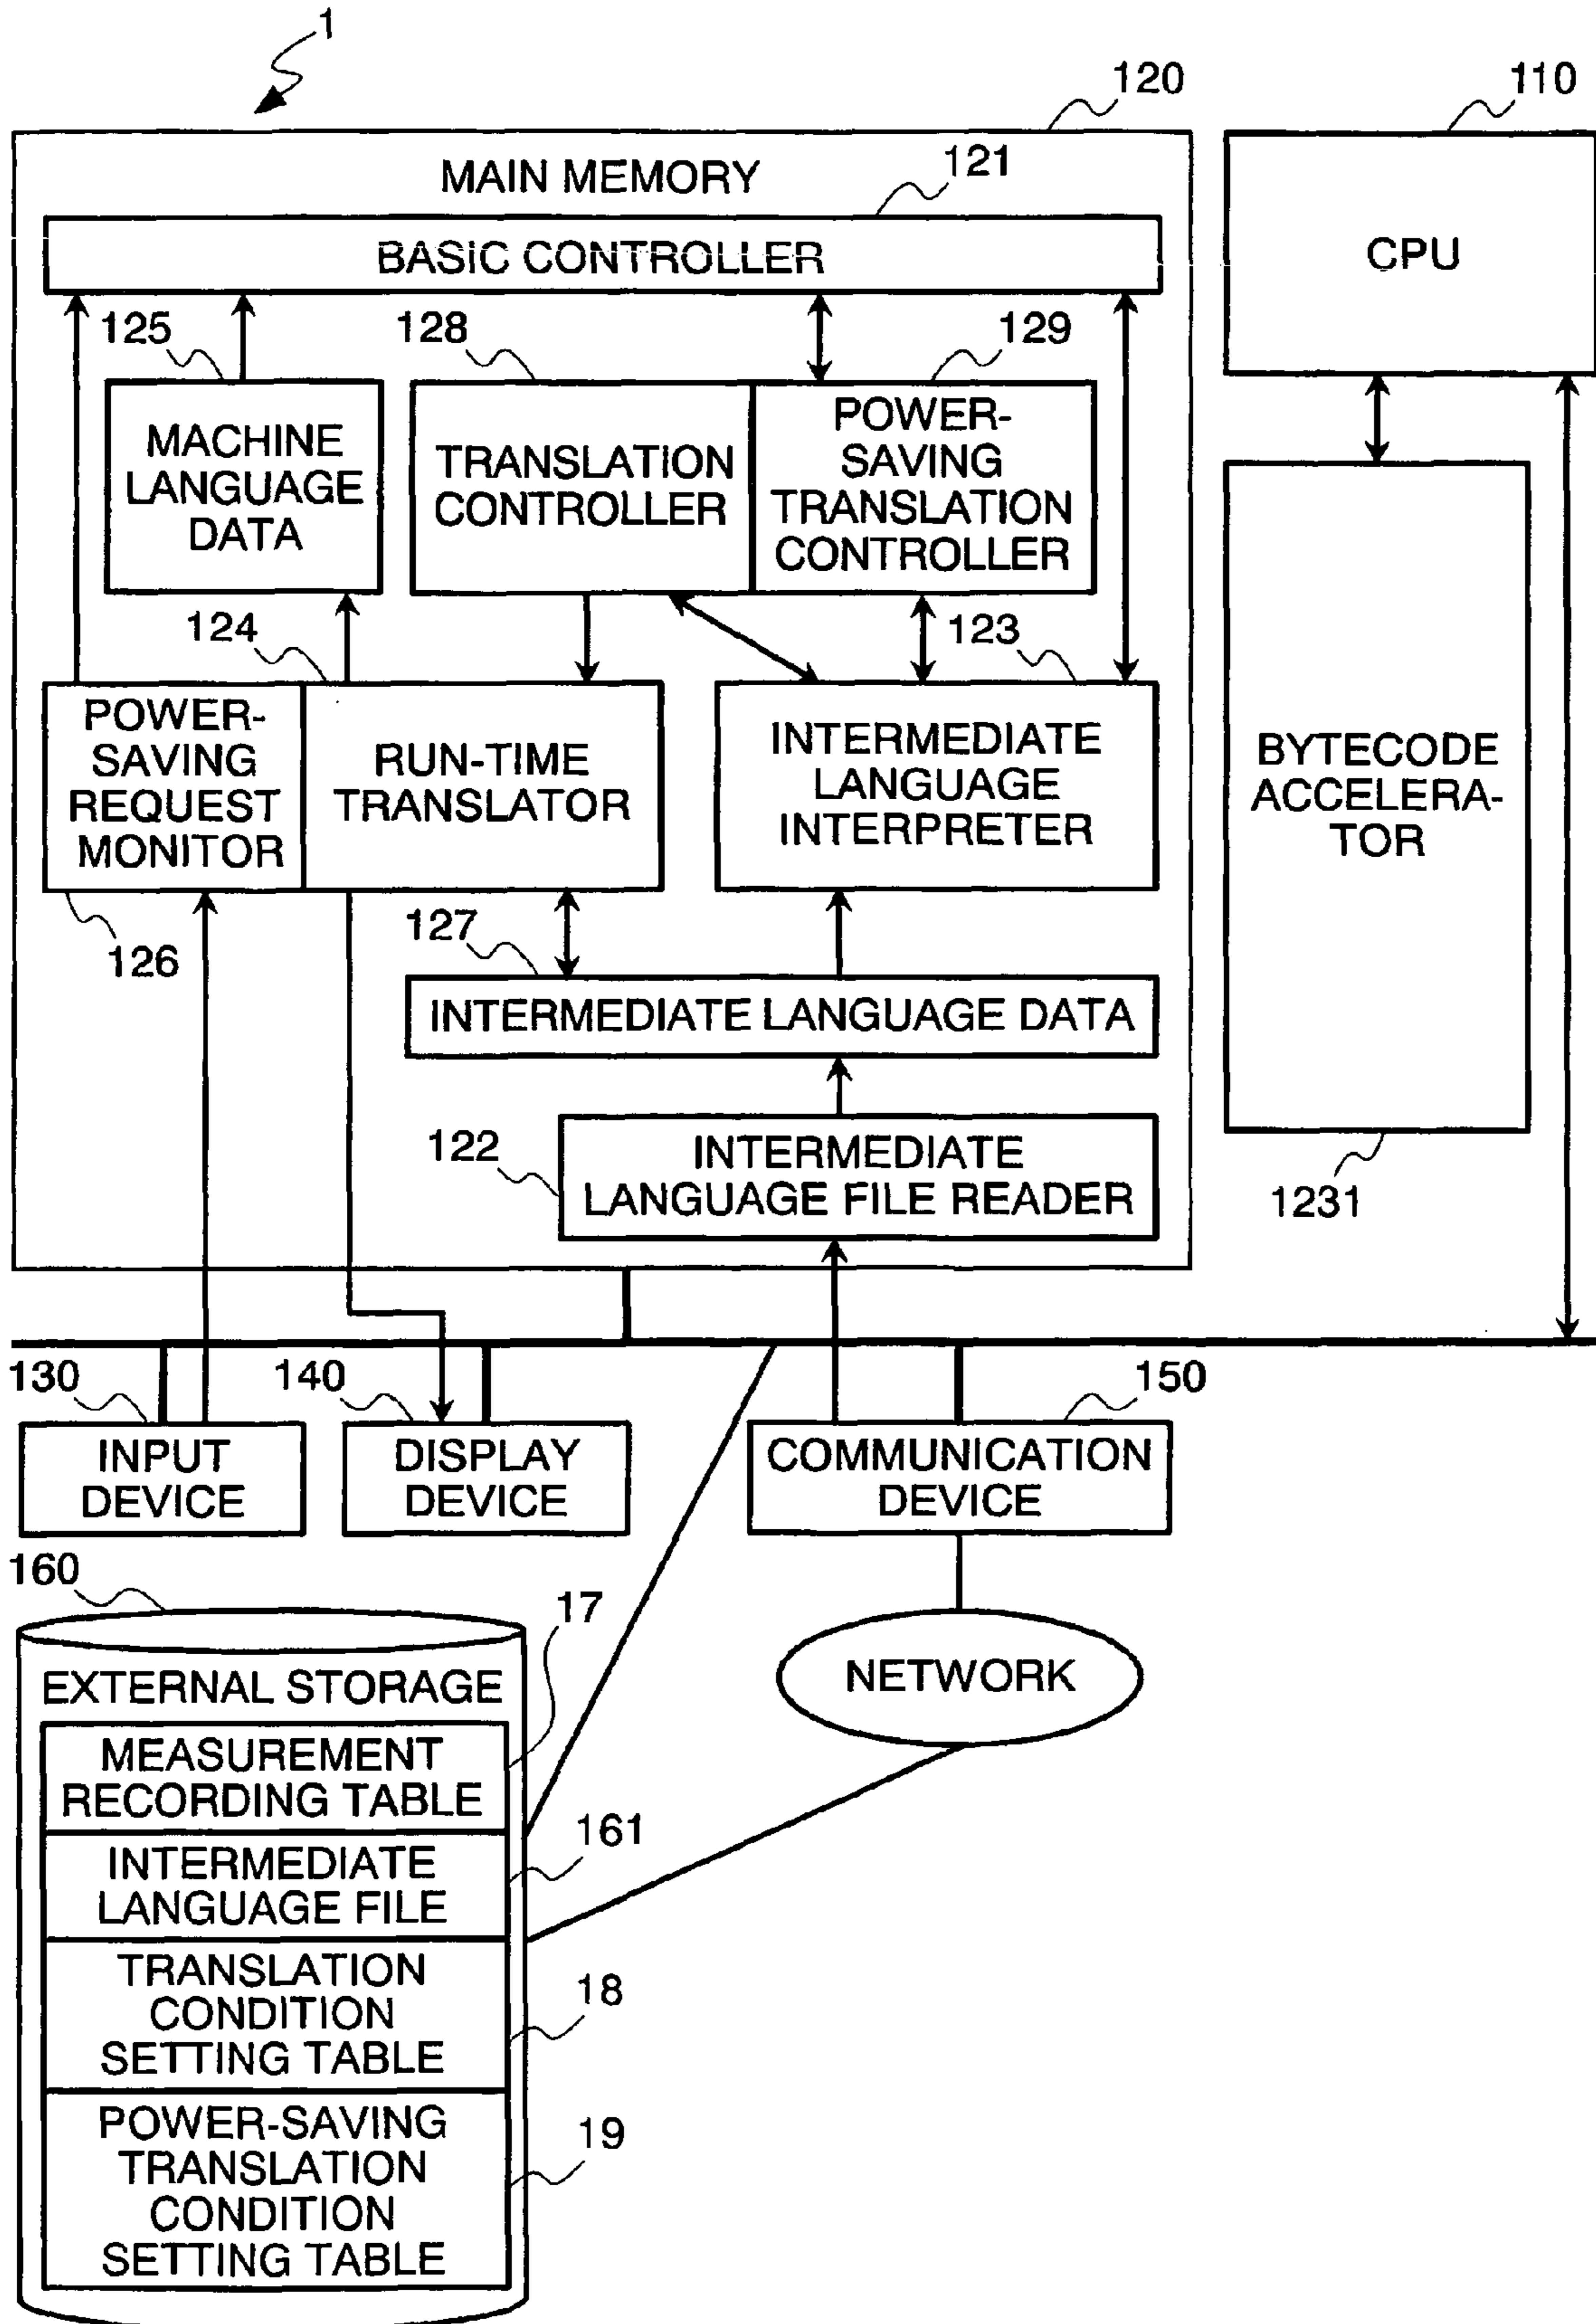 1
120
110
MAIN MEMORY
121
BASIC CONTROLLER
CPU
125
128
129
MACHINE
LANGUAGE
DATA
TRANSLATION
CONTROLLER
POWER-
SAVING
TRANSLATION
CONTROLLER
124
123
POWER-
SAVING
REQUEST
MONITOR
RUN-TIME
TRANSLATOR
INTERMEDIATE
LANGUAGE
INTERPRETER
BYTECODE
ACCELERA-
TOR
126
127
INTERMEDIATE LANGUAGE DATA
122
INTERMEDIATE
LANGUAGE FILE READER
1231
130
140
150
INPUT
DEVICE
DISPLAY
DEVICE
COMMUNICATION
DEVICE
160
17
EXTERNAL STORAGE
NETWORK
MEASUREMENT
RECORDING TABLE
161
INTERMEDIATE
LANGUAGE FILE
TRANSLATION
CONDITION
SETTING TABLE
18
POWER-SAVING
TRANSLATION
CONDITION
SETTING TABLE
19